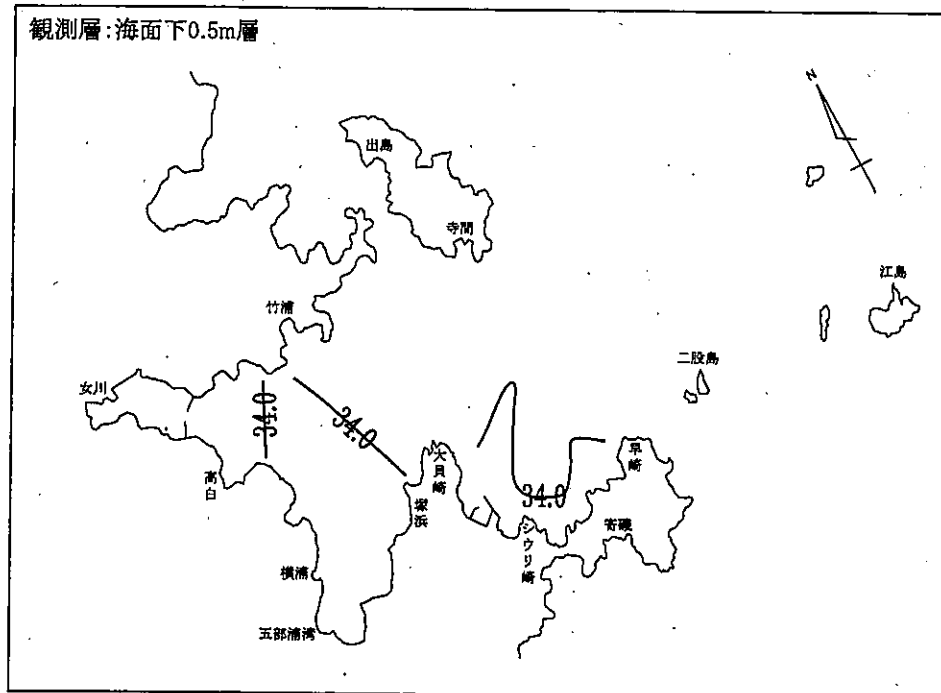 観測層:海面下0.5m層
N
出島
寺間
江島
竹浦
二股島
女川
34.0
34.0
大貝崎
早崎
高白
塚浜
34.0
シウリ崎
寄磯
横浦
五部浦湾